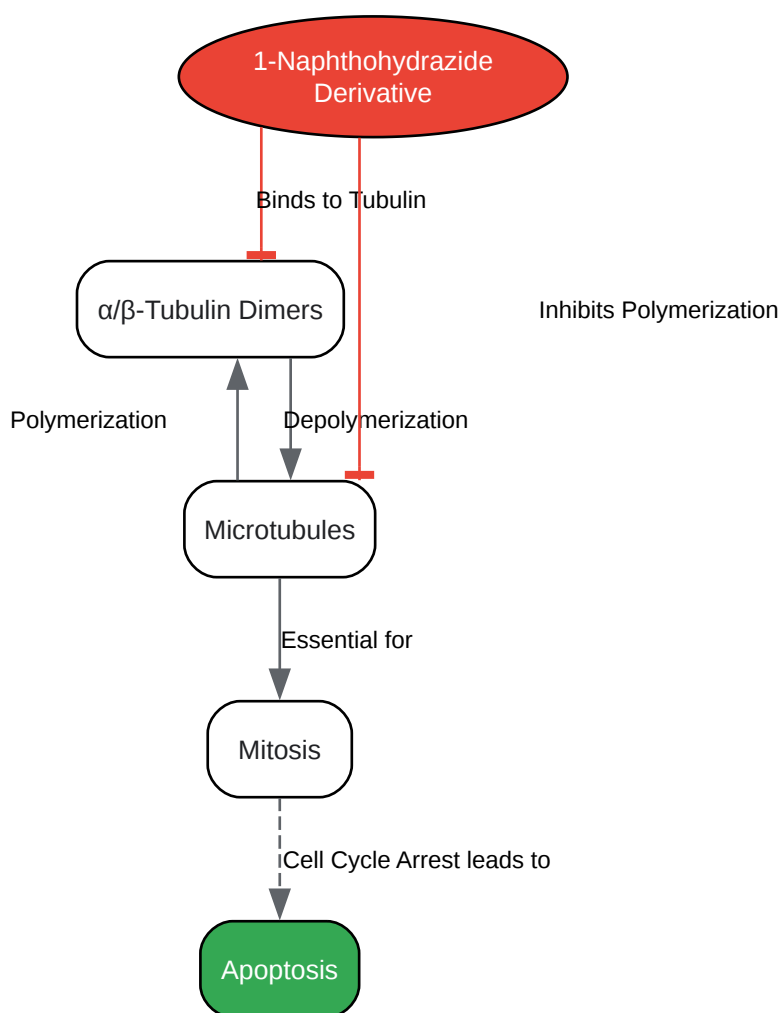 1-Naphthohydrazide
Derivative
Binds to Tubulin
α/β-Tubulin Dimers
Inhibits Polymerization
Polymerization
Depolymerization
Microtubules
Essential for
Mitosis
Cell Cycle Arrest leads to
Apoptosis